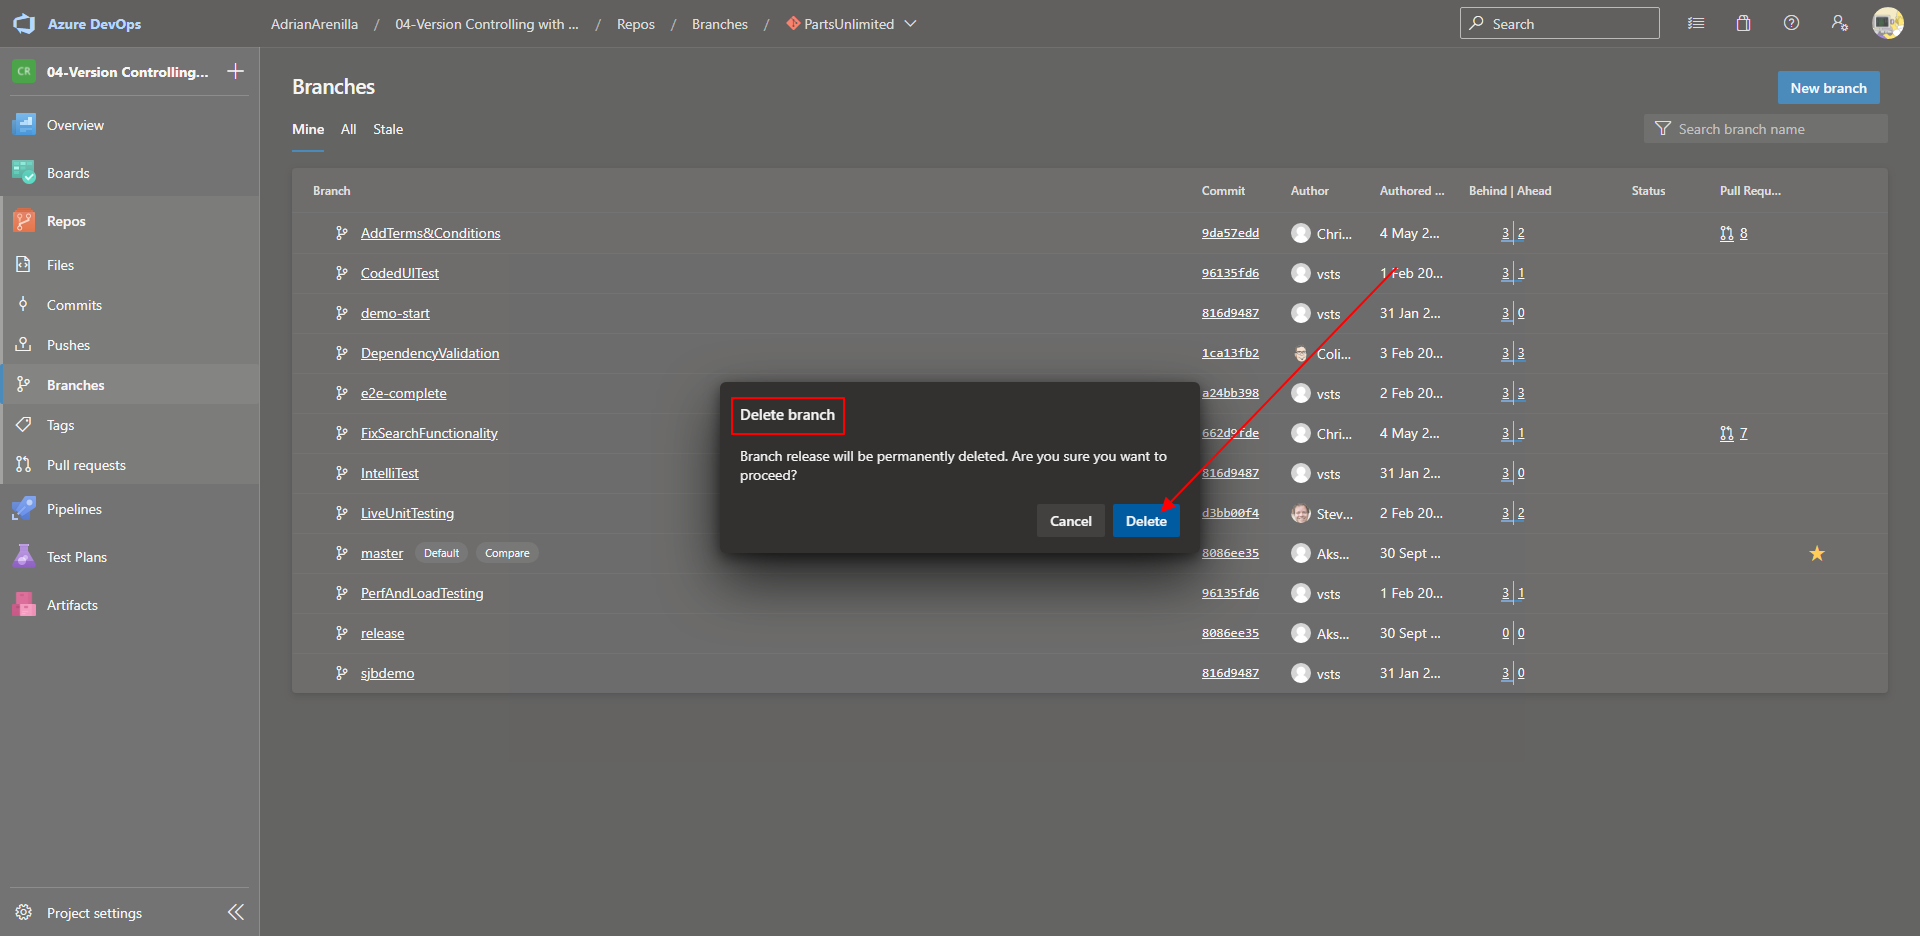 Azure DevOps
AdrianArenilla / 04-Version Controlling with ... / Repos / Branches / PartsUnlimited
Search
CR 04-Version Controlling...
Overview
Boards
Repos
Files
Commits
Pushes
Branches
Tags
Pull requests
Pipelines
Test Plans
Artifacts
Project settings
Branches
New branch
Mine All Stale
Search branch name
Branch Commit Author Authored ... Behind | Ahead Status Pull Requ...
AddTerms&Conditions 9da57edd Chri... 4 May 2... 3 2 8
CodedUITest 96135fd6 vsts 1 Feb 20... 3 1
demo-start 816d9487 vsts 31 Jan 2... 3 0
DependencyValidation 1ca13fb2 Coli... 3 Feb 20... 3 3
e2e-complete a24bb398 vsts 2 Feb 20... 3 3
FixSearchFunctionality 662d9fde Chri... 4 May 2... 3 1 7
IntelliTest 816d9487 vsts 31 Jan 2... 3 0
LiveUnitTesting d3bb00f4 Stev... 2 Feb 20... 3 2
master Default Compare 8086ee35 Aks... 30 Sept ...
PerfAndLoadTesting 96135fd6 vsts 1 Feb 20... 3 1
release 8086ee35 Aks... 30 Sept ... 0 0
sjbdemo 816d9487 vsts 31 Jan 2... 3 0
Delete branch
Branch release will be permanently deleted. Are you sure you want to
proceed?
Cancel Delete